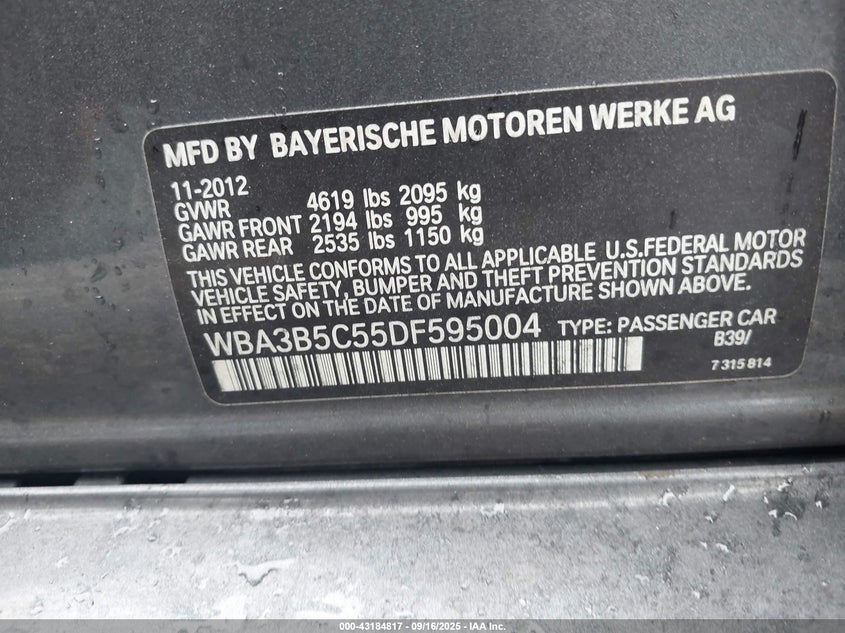 MFD BY BAYERISCHE MOTOREN WERKE AG
11-2012
GVWR 4619 lbs 2095 kg
GAWR FRONT 2194 lbs 995 kg
GAWR REAR 2535 lbs 1150 kg
THIS VEHICLE CONFORMS TO ALL APPLICABLE U.S.FEDERAL MOTOR
VEHICLE SAFETY, BUMPER AND THEFT PREVENTION STANDARDS
IN EFFECT ON THE DATE OF MANUFACTURE SHOWN ABOVE.
WBA3B5C55DF595004 TYPE: PASSENGER CAR
B39/
7 315 814
000-43184817 - 09/16/2025 - IAA Inc.